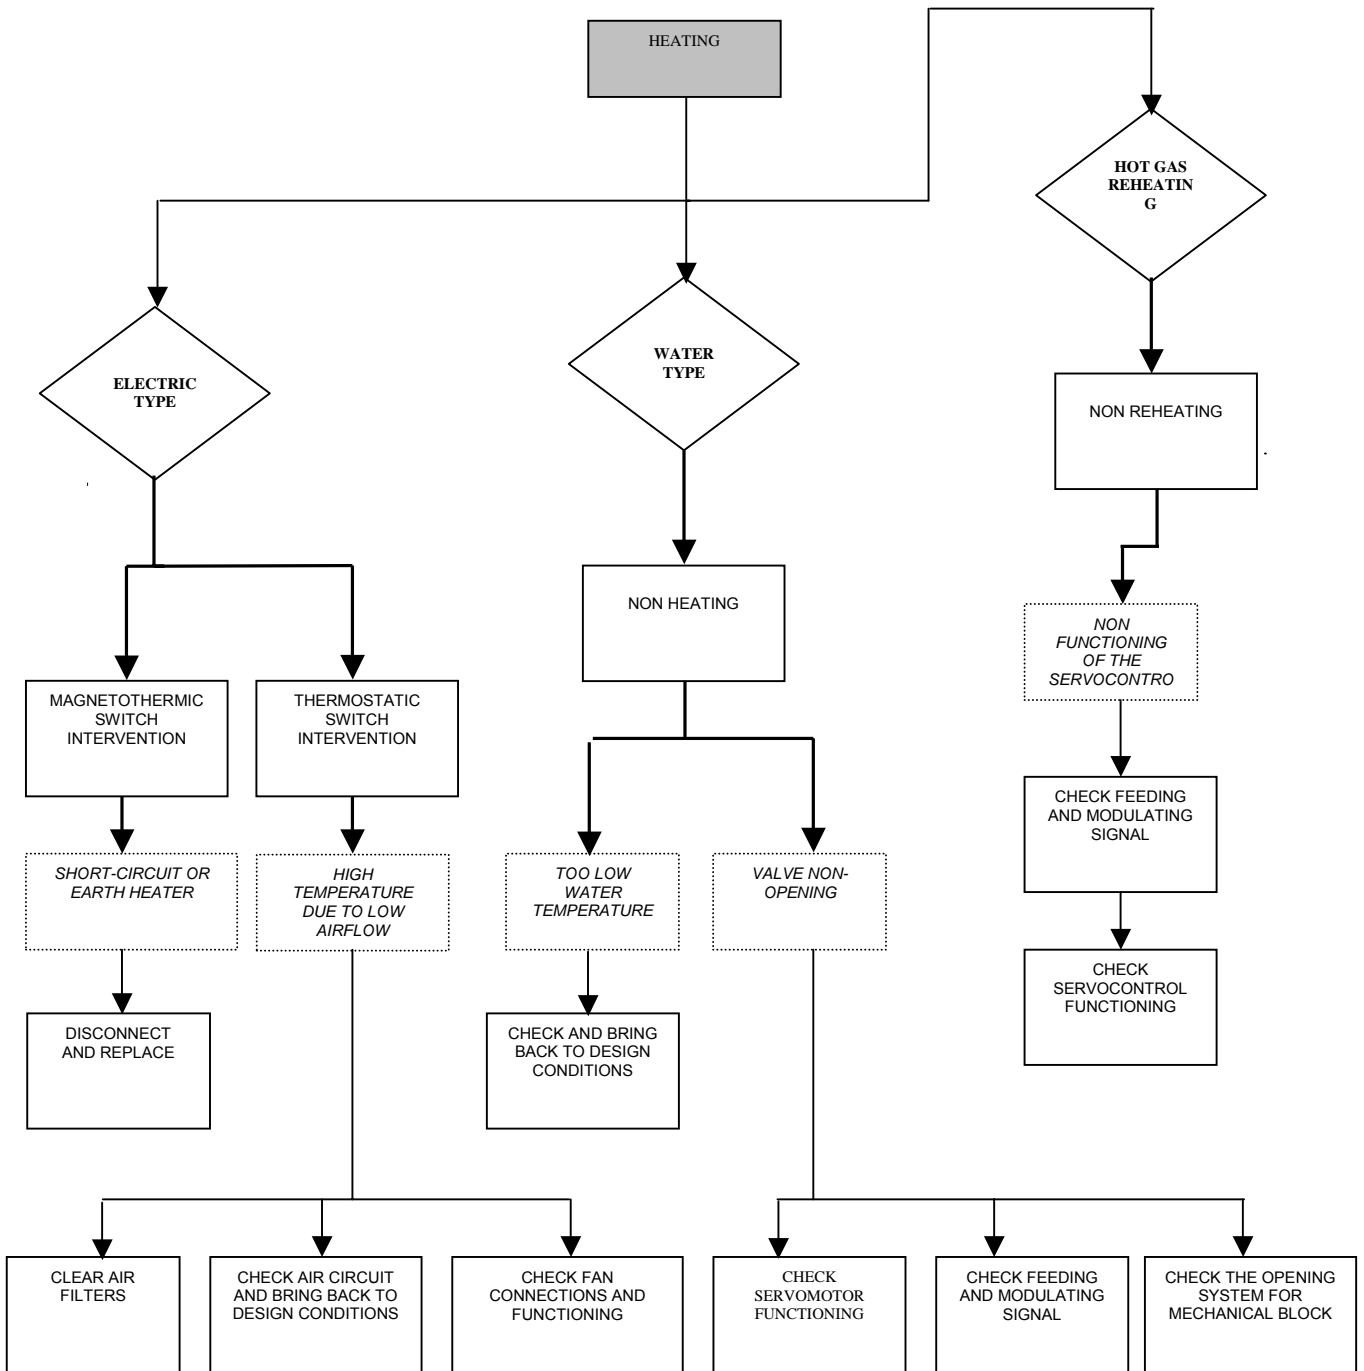 HEATING
HOT GAS
REHEATIN
G
WATER
TYPE
ELECTRIC
TYPE
NON REHEATING
NON HEATING
NON
FUNCTIONING
OF THE
SERVOCONTRO
MAGNETOTHERMIC
SWITCH
INTERVENTION
THERMOSTATIC
SWITCH
INTERVENTION
CHECK FEEDING
AND MODULATING
SIGNAL
SHORT-CIRCUIT OR
EARTH HEATER
HIGH
TEMPERATURE
DUE TO LOW
AIRFLOW
TOO LOW
WATER
TEMPERATURE
VALVE NON-
OPENING
CHECK
SERVOCONTROL
FUNCTIONING
DISCONNECT
AND REPLACE
CHECK AND BRING
BACK TO DESIGN
CONDITIONS
CLEAR AIR
FILTERS
CHECK AIR CIRCUIT
AND BRING BACK TO
DESIGN CONDITIONS
CHECK FAN
CONNECTIONS AND
FUNCTIONING
CHECK
SERVOMOTOR
FUNCTIONING
CHECK FEEDING
AND MODULATING
SIGNAL
CHECK THE OPENING
SYSTEM FOR
MECHANICAL BLOCK